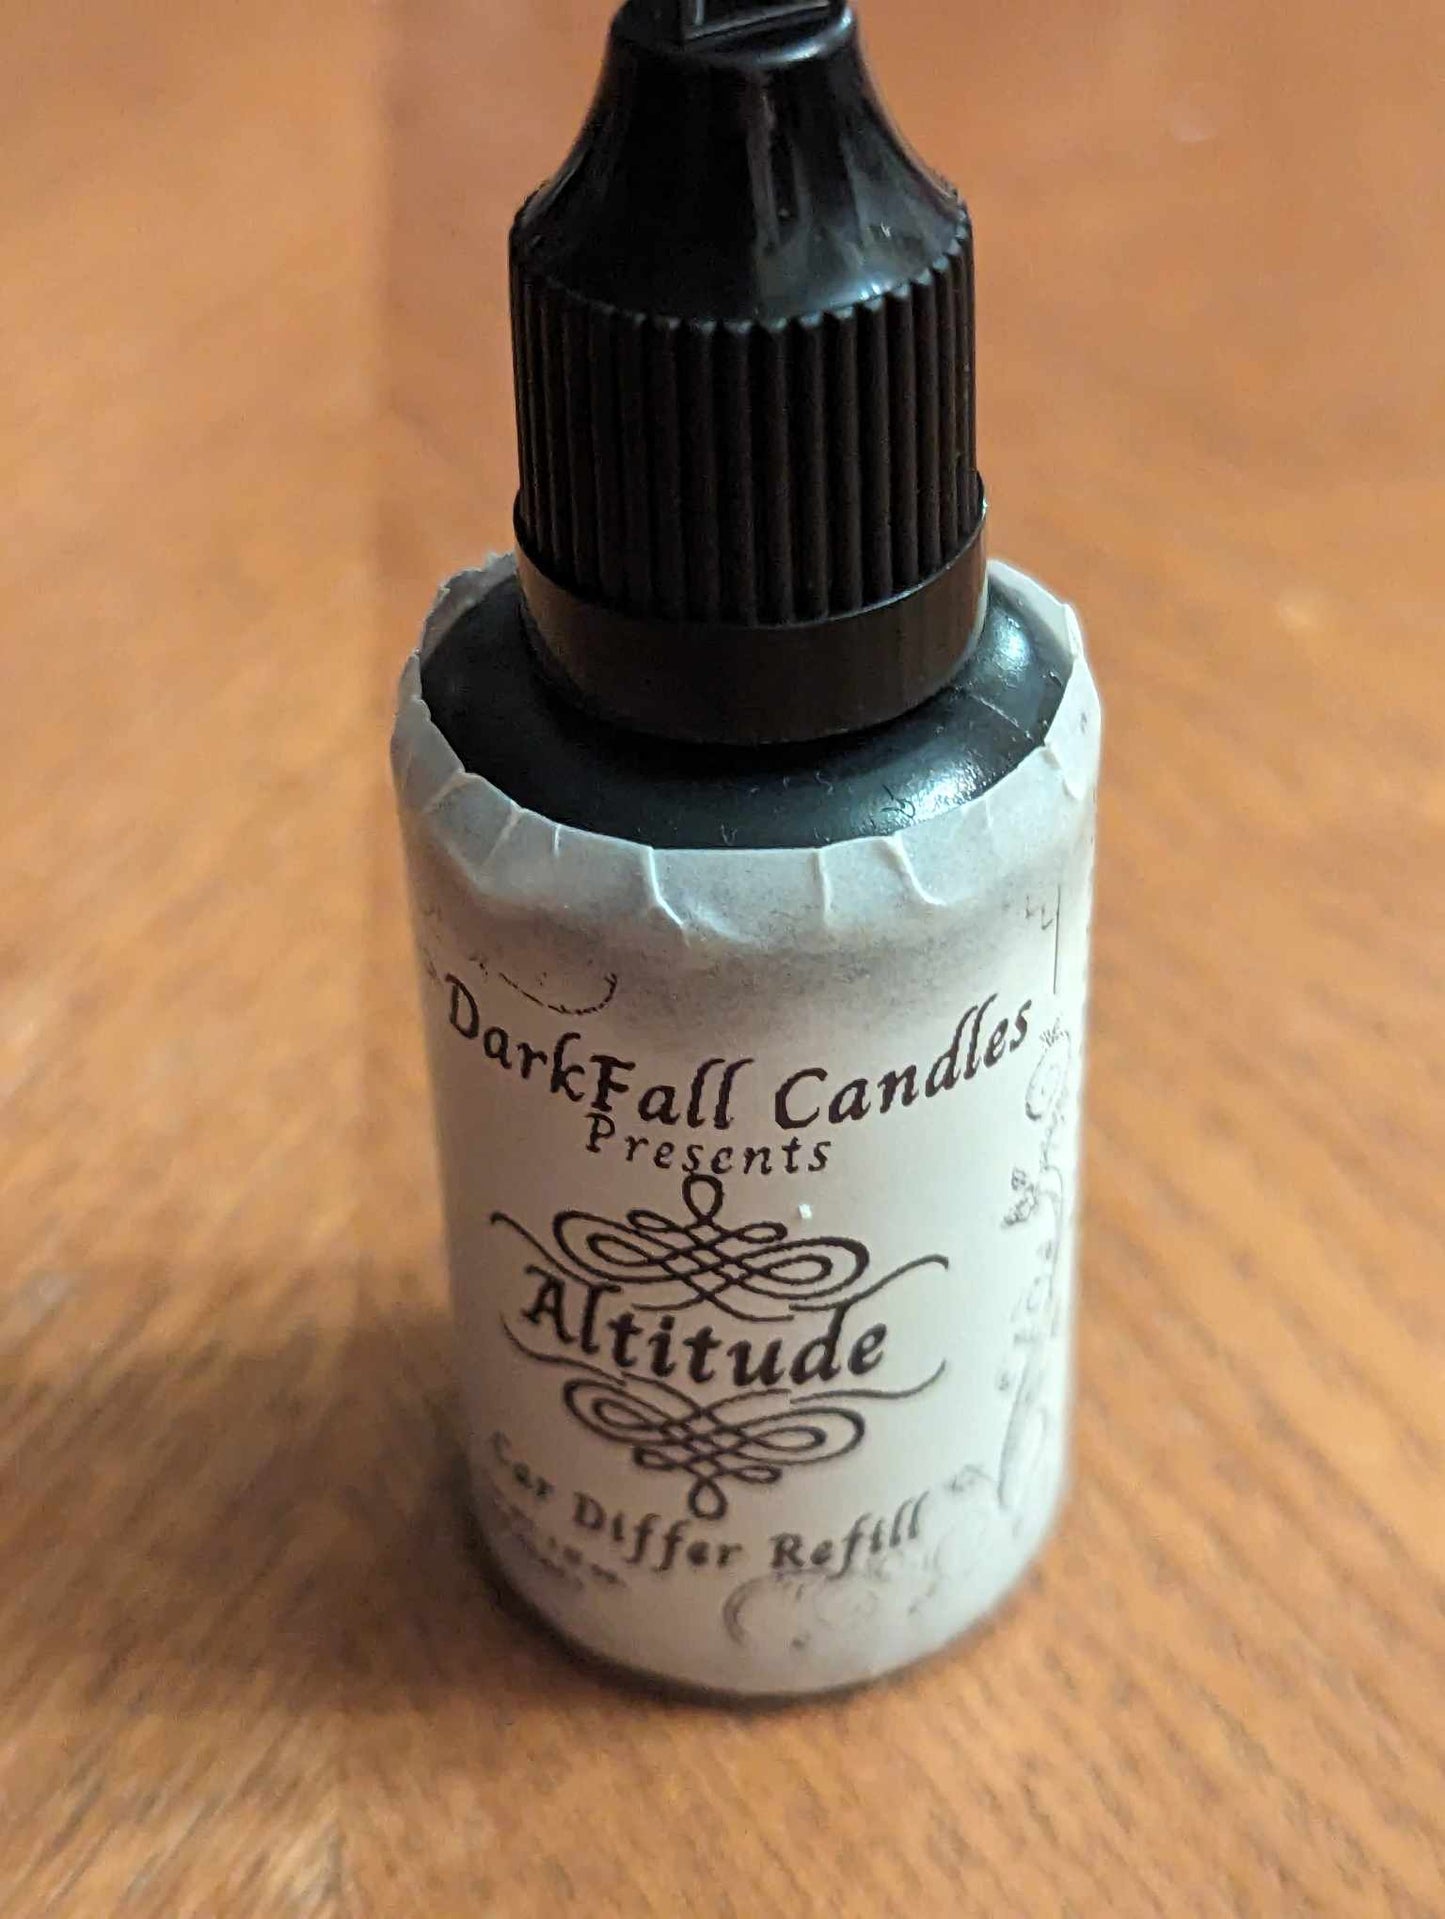 DarkFall Candles
Presents
Altitude
Car Differ Refill